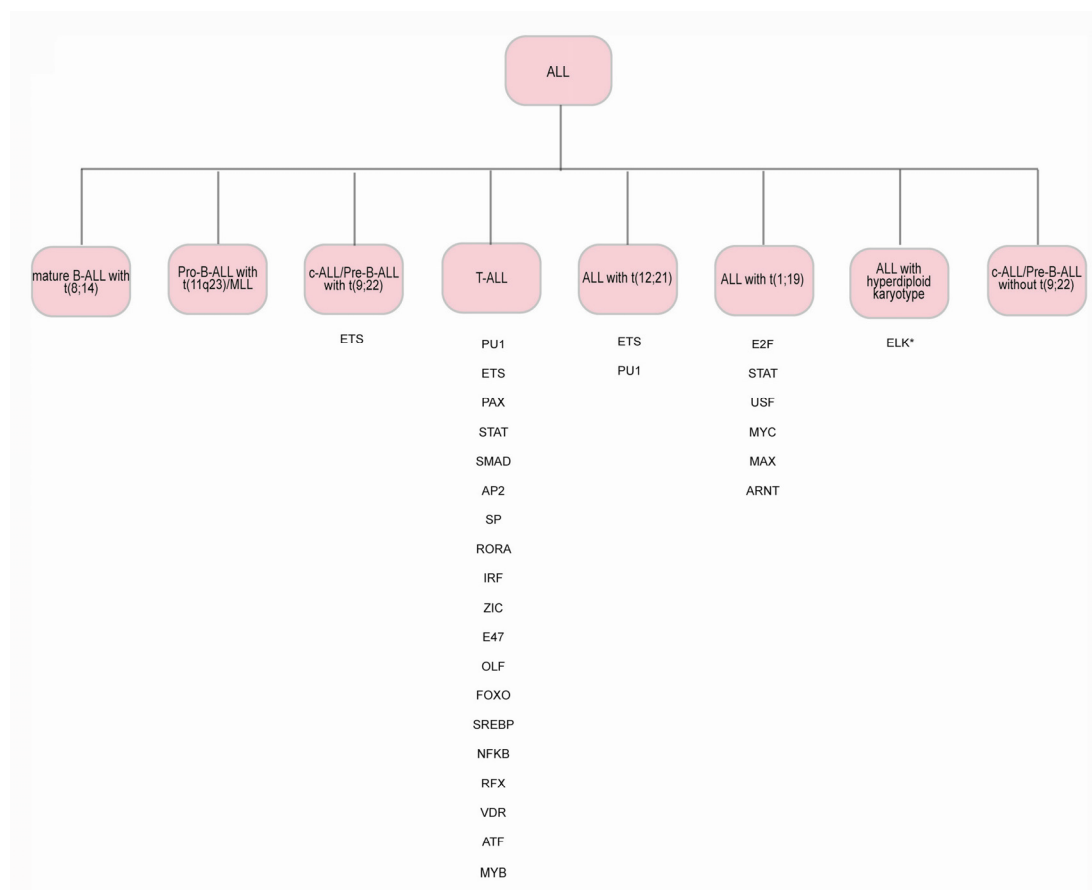 ALL
mature B-ALL with
t(8;14)
Pro-B-ALL with
t(11q23)/MLL
c-ALL/Pre-B-ALL
with t(9;22)
T-ALL
ALL with t(12;21)
ALL with t(1;19)
ALL with
hyperdiploid
karyotype
c-ALL/Pre-B-ALL
without t(9;22)
ETS
PU1
ETS
PAX
STAT
SMAD
AP2
SP
RORA
IRF
ZIC
E47
OLF
FOXO
SREBP
NFKB
RFX
VDR
ATF
MYB
ETS
PU1
E2F
STAT
USF
MYC
MAX
ARNT
ELK*